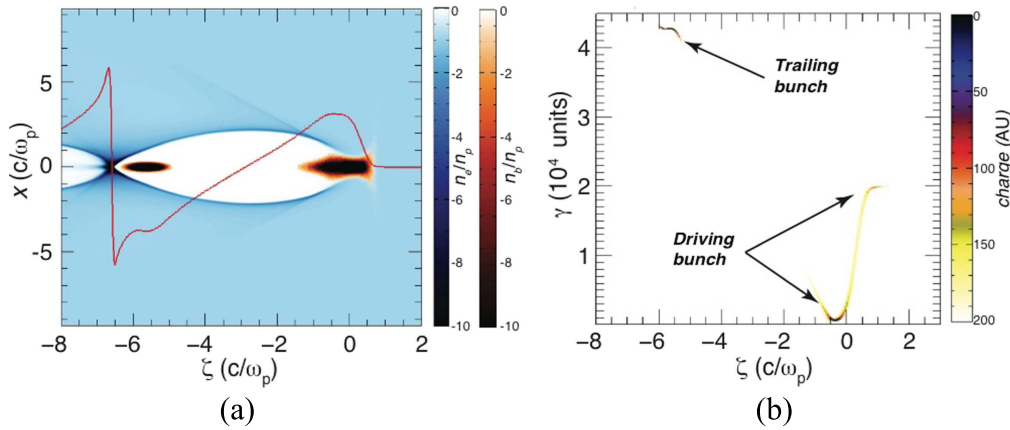 5
0
-5
x (c/ωp)
-8
-6
-4
-2
0
2
ζ (c/ωp)
0
-2
-4
-6
-8
-10
ne/np
0
-2
-4
-6
-8
-10
nb/np
(a)
4
3
2
1
γ (10⁴ units)
Trailing
bunch
Driving
bunch
-8
-6
-4
-2
0
2
ζ (c/ωp)
0
50
100
150
200
charge (AU)
(b)